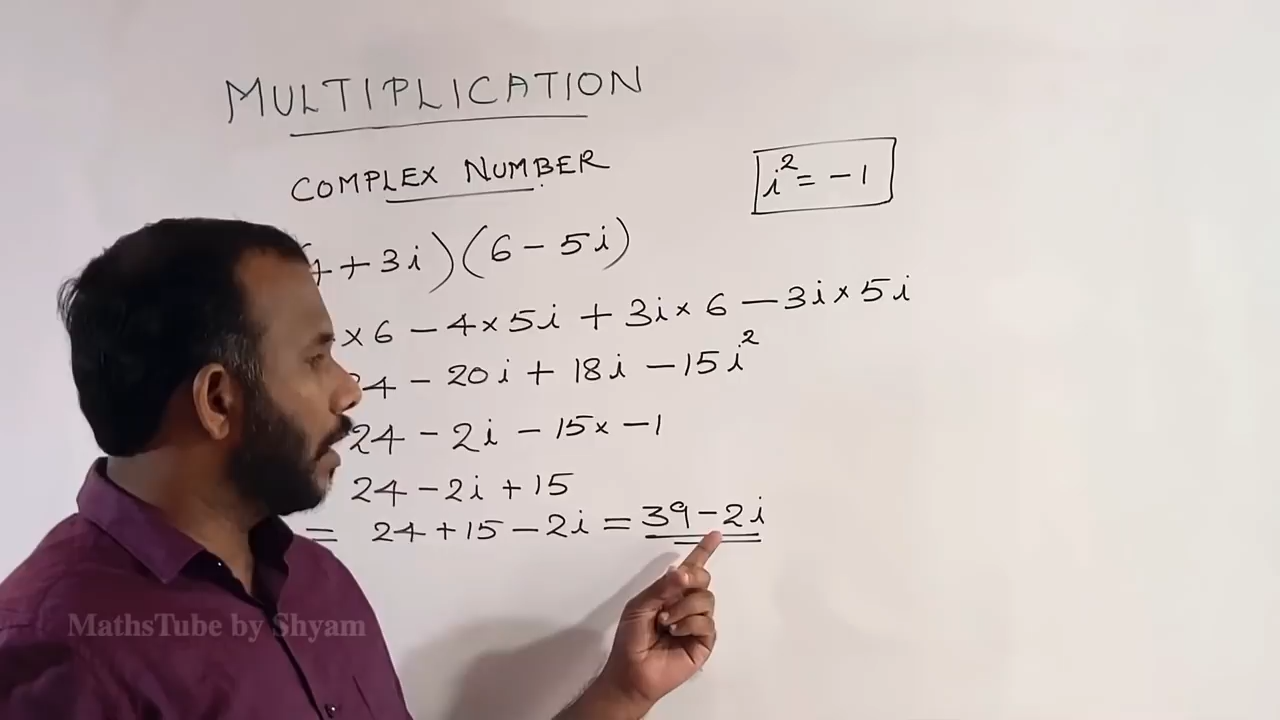 MULTIPLICATION
COMPLEX NUMBER
i² = -1
4 + 3i) (6 - 5i)
× 6 - 4 × 5i + 3i × 6 - 3i × 5i
24 - 20i + 18i - 15i²
24 - 2i - 15 × -1
24 - 2i + 15
= 24 + 15 - 2i = 39 - 2i
MathsTube by Shyam